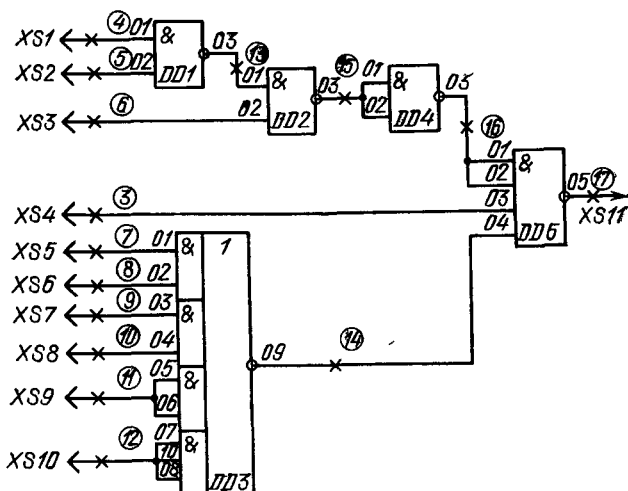 XS1 4 01 & 03
XS2 5 02 DD1 13 01 & 03 15 01 & 03
XS3 6 02 DD2 02 DD4 16
01 & 05 17
02
XS4 3 03 XS11
04 DD5
XS5 7 01 & 1
XS6 8 02
XS7 9 03 &
XS8 10 04 09 14
05 &
XS9 11 06
07 &
XS10 12 10
08 DD3